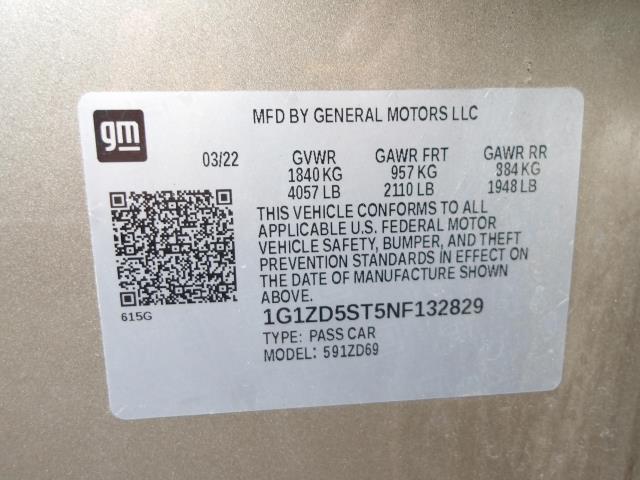 gm
MFD BY GENERAL MOTORS LLC
03/22 GVWR GAWR FRT GAWR RR
1840 KG 957 KG 884 KG
4057 LB 2110 LB 1948 LB
THIS VEHICLE CONFORMS TO ALL
APPLICABLE U.S. FEDERAL MOTOR
VEHICLE SAFETY, BUMPER, AND THEFT
PREVENTION STANDARDS IN EFFECT ON
THE DATE OF MANUFACTURE SHOWN
ABOVE.
615G
1G1ZD5ST5NF132829
TYPE: PASS CAR
MODEL: 591ZD69